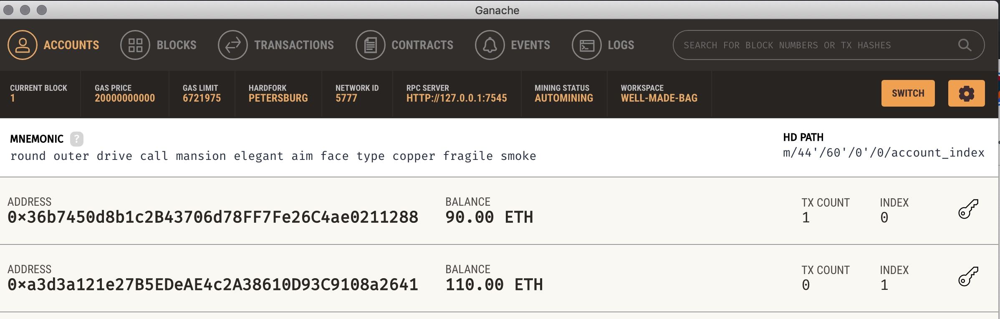 Ganache
ACCOUNTS BLOCKS TRANSACTIONS CONTRACTS EVENTS LOGS SEARCH FOR BLOCK NUMBERS OR TX HASHES
CURRENT BLOCK GAS PRICE GAS LIMIT HARDFORK NETWORK ID RPC SERVER MINING STATUS WORKSPACE
1 20000000000 6721975 PETERSBURG 5777 HTTP://127.0.0.1:7545 AUTOMINING WELL-MADE-BAG
SWITCH
MNEMONIC ? HD PATH
round outer drive call mansion elegant aim face type copper fragile smoke m/44'/60'/0'/0/account_index
ADDRESS BALANCE TX COUNT INDEX
0×36b7450d8b1c2B43706d78FF7Fe26C4ae0211288 90.00 ETH 1 0
ADDRESS BALANCE TX COUNT INDEX
0×a3d3a121e27B5EDeAE4c2A38610D93C9108a2641 110.00 ETH 0 1